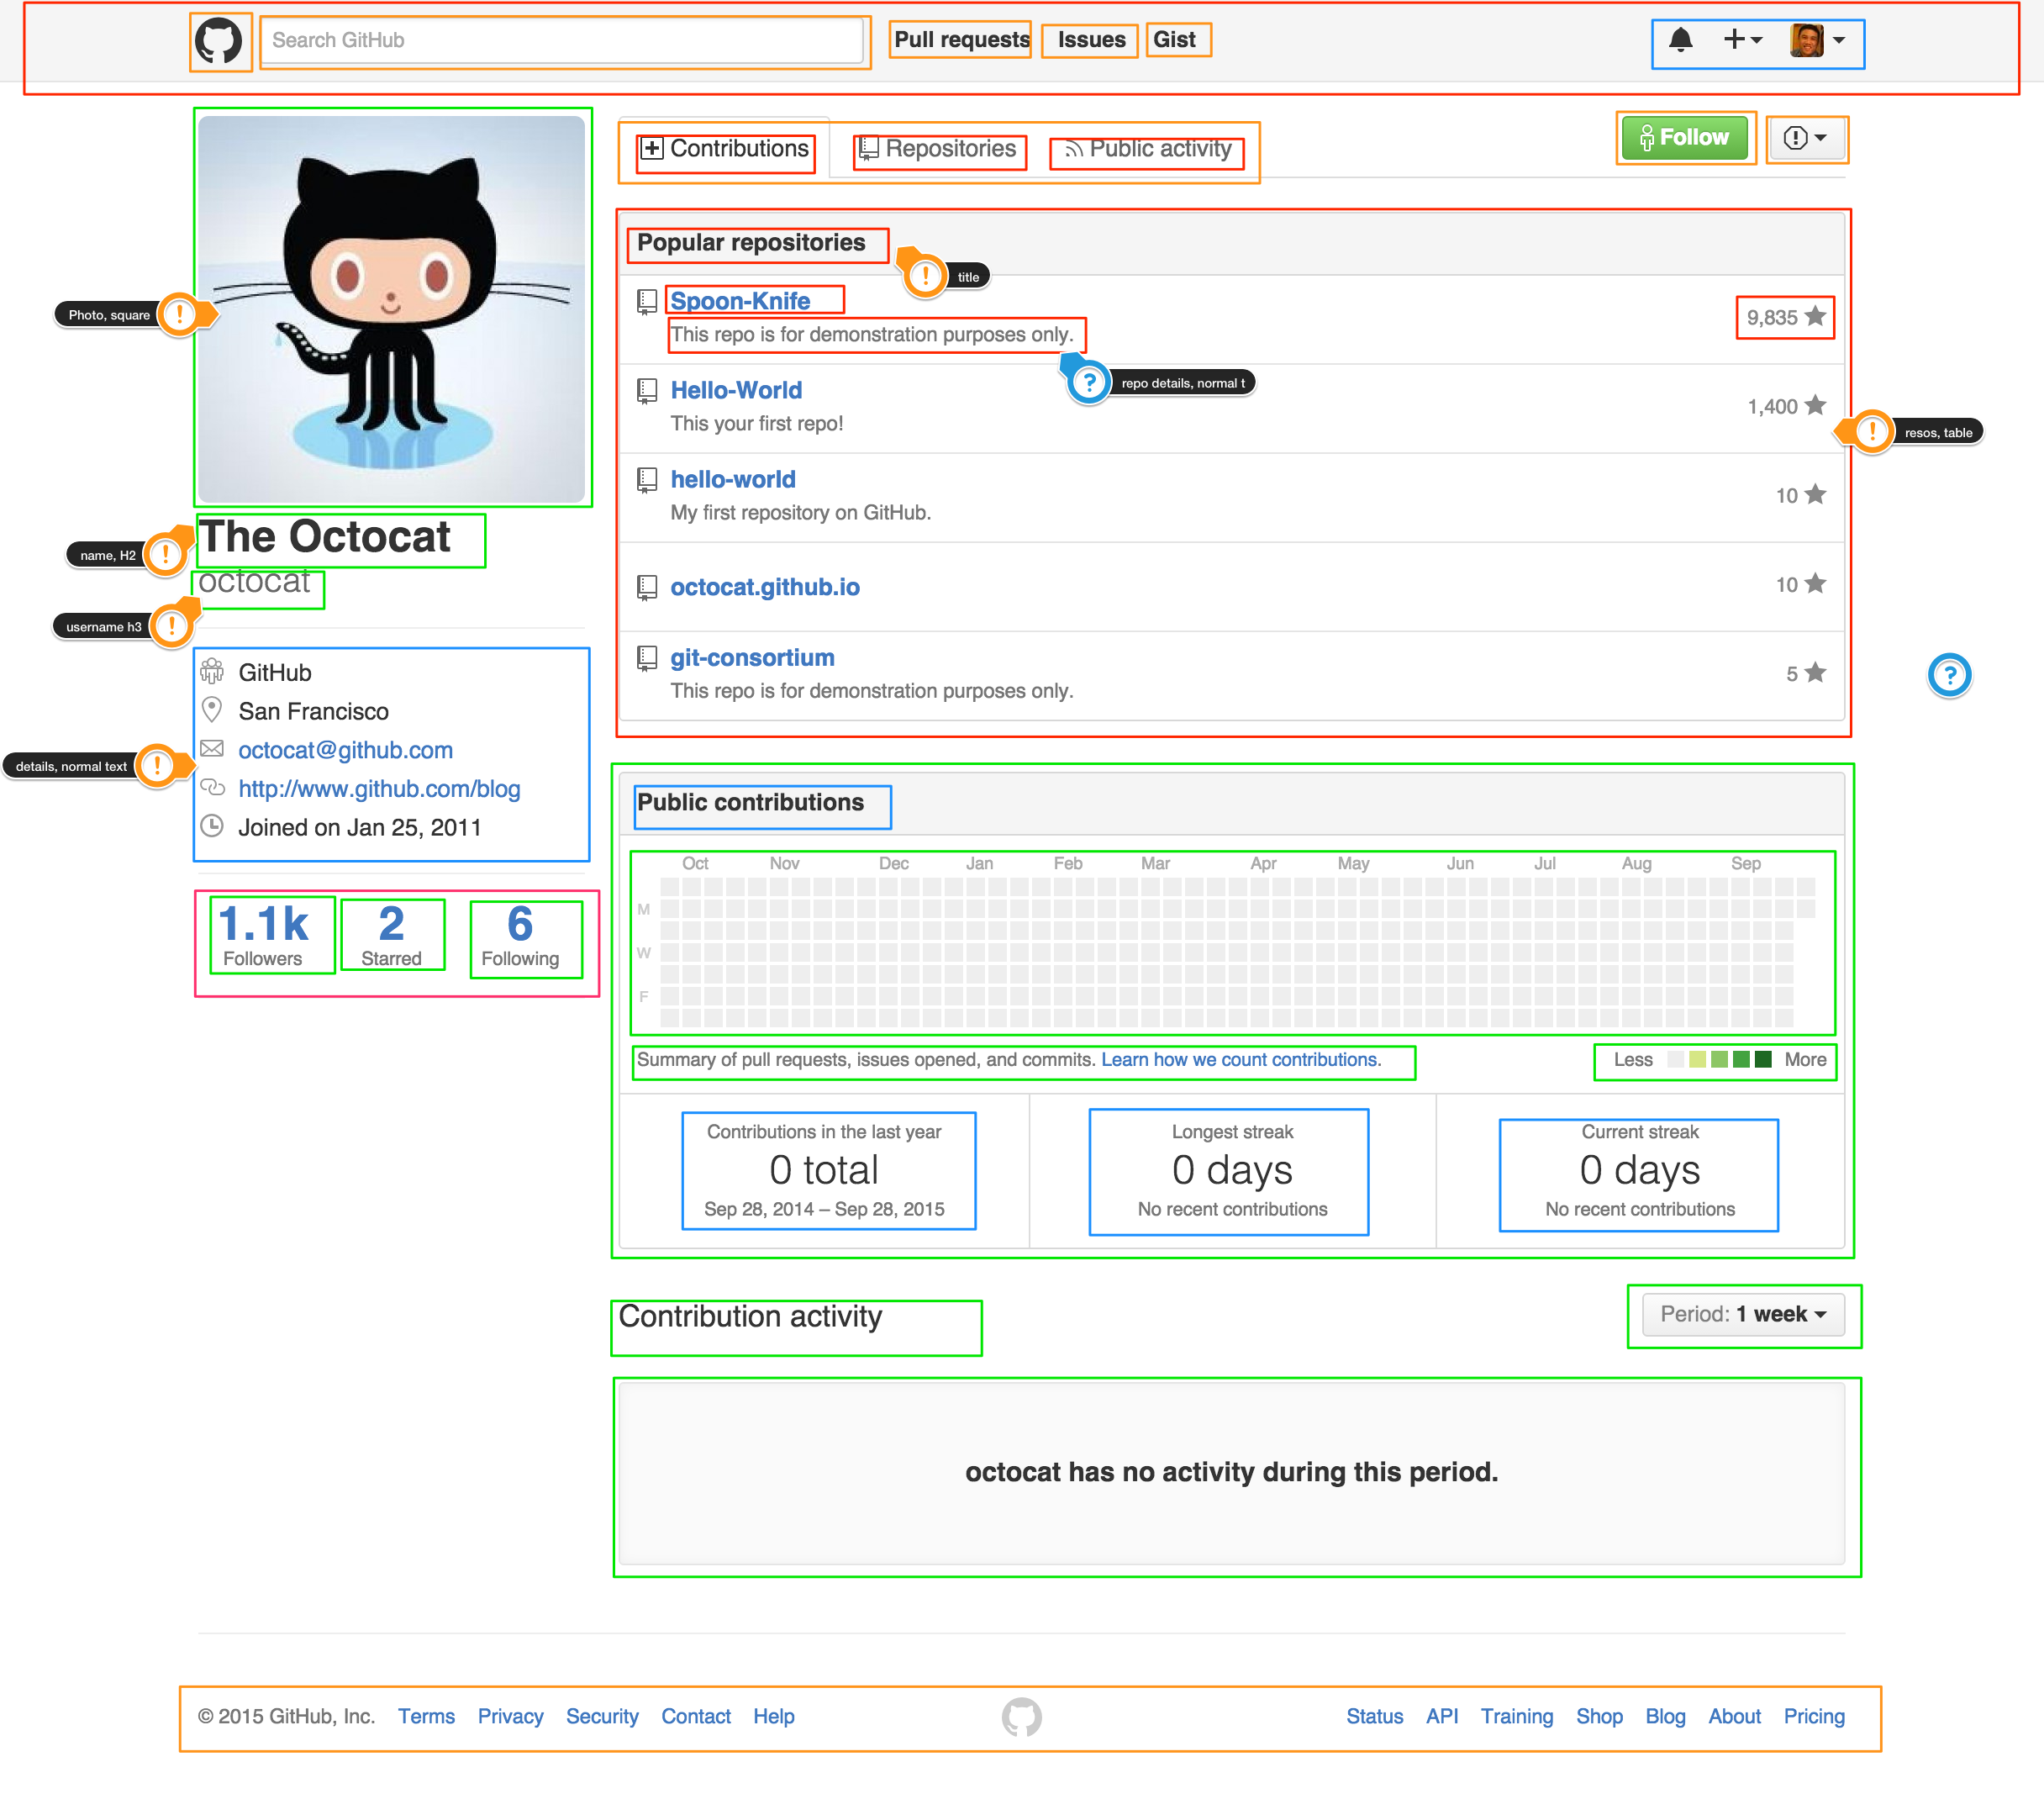 Search GitHub
Pull requests
Issues
Gist
Contributions
Repositories
Public activity
Follow
Photo, square
The Octocat
name, H2
octocat
username h3
GitHub
San Francisco
octocat@github.com
http://www.github.com/blog
Joined on Jan 25, 2011
details, normal text
1.1k
Followers
2
Starred
6
Following
Popular repositories
title
Spoon-Knife
This repo is for demonstration purposes only.
9,835
repo details, normal t
Hello-World
This your first repo!
1,400
resos, table
hello-world
My first repository on GitHub.
10
octocat.github.io
10
git-consortium
This repo is for demonstration purposes only.
5
Public contributions
Oct Nov Dec Jan Feb Mar Apr May Jun Jul Aug Sep
M
W
F
Summary of pull requests, issues opened, and commits. Learn how we count contributions.
Less More
Contributions in the last year
0 total
Sep 28, 2014 – Sep 28, 2015
Longest streak
0 days
No recent contributions
Current streak
0 days
No recent contributions
Contribution activity
Period: 1 week
octocat has no activity during this period.
© 2015 GitHub, Inc. Terms Privacy Security Contact Help
Status API Training Shop Blog About Pricing